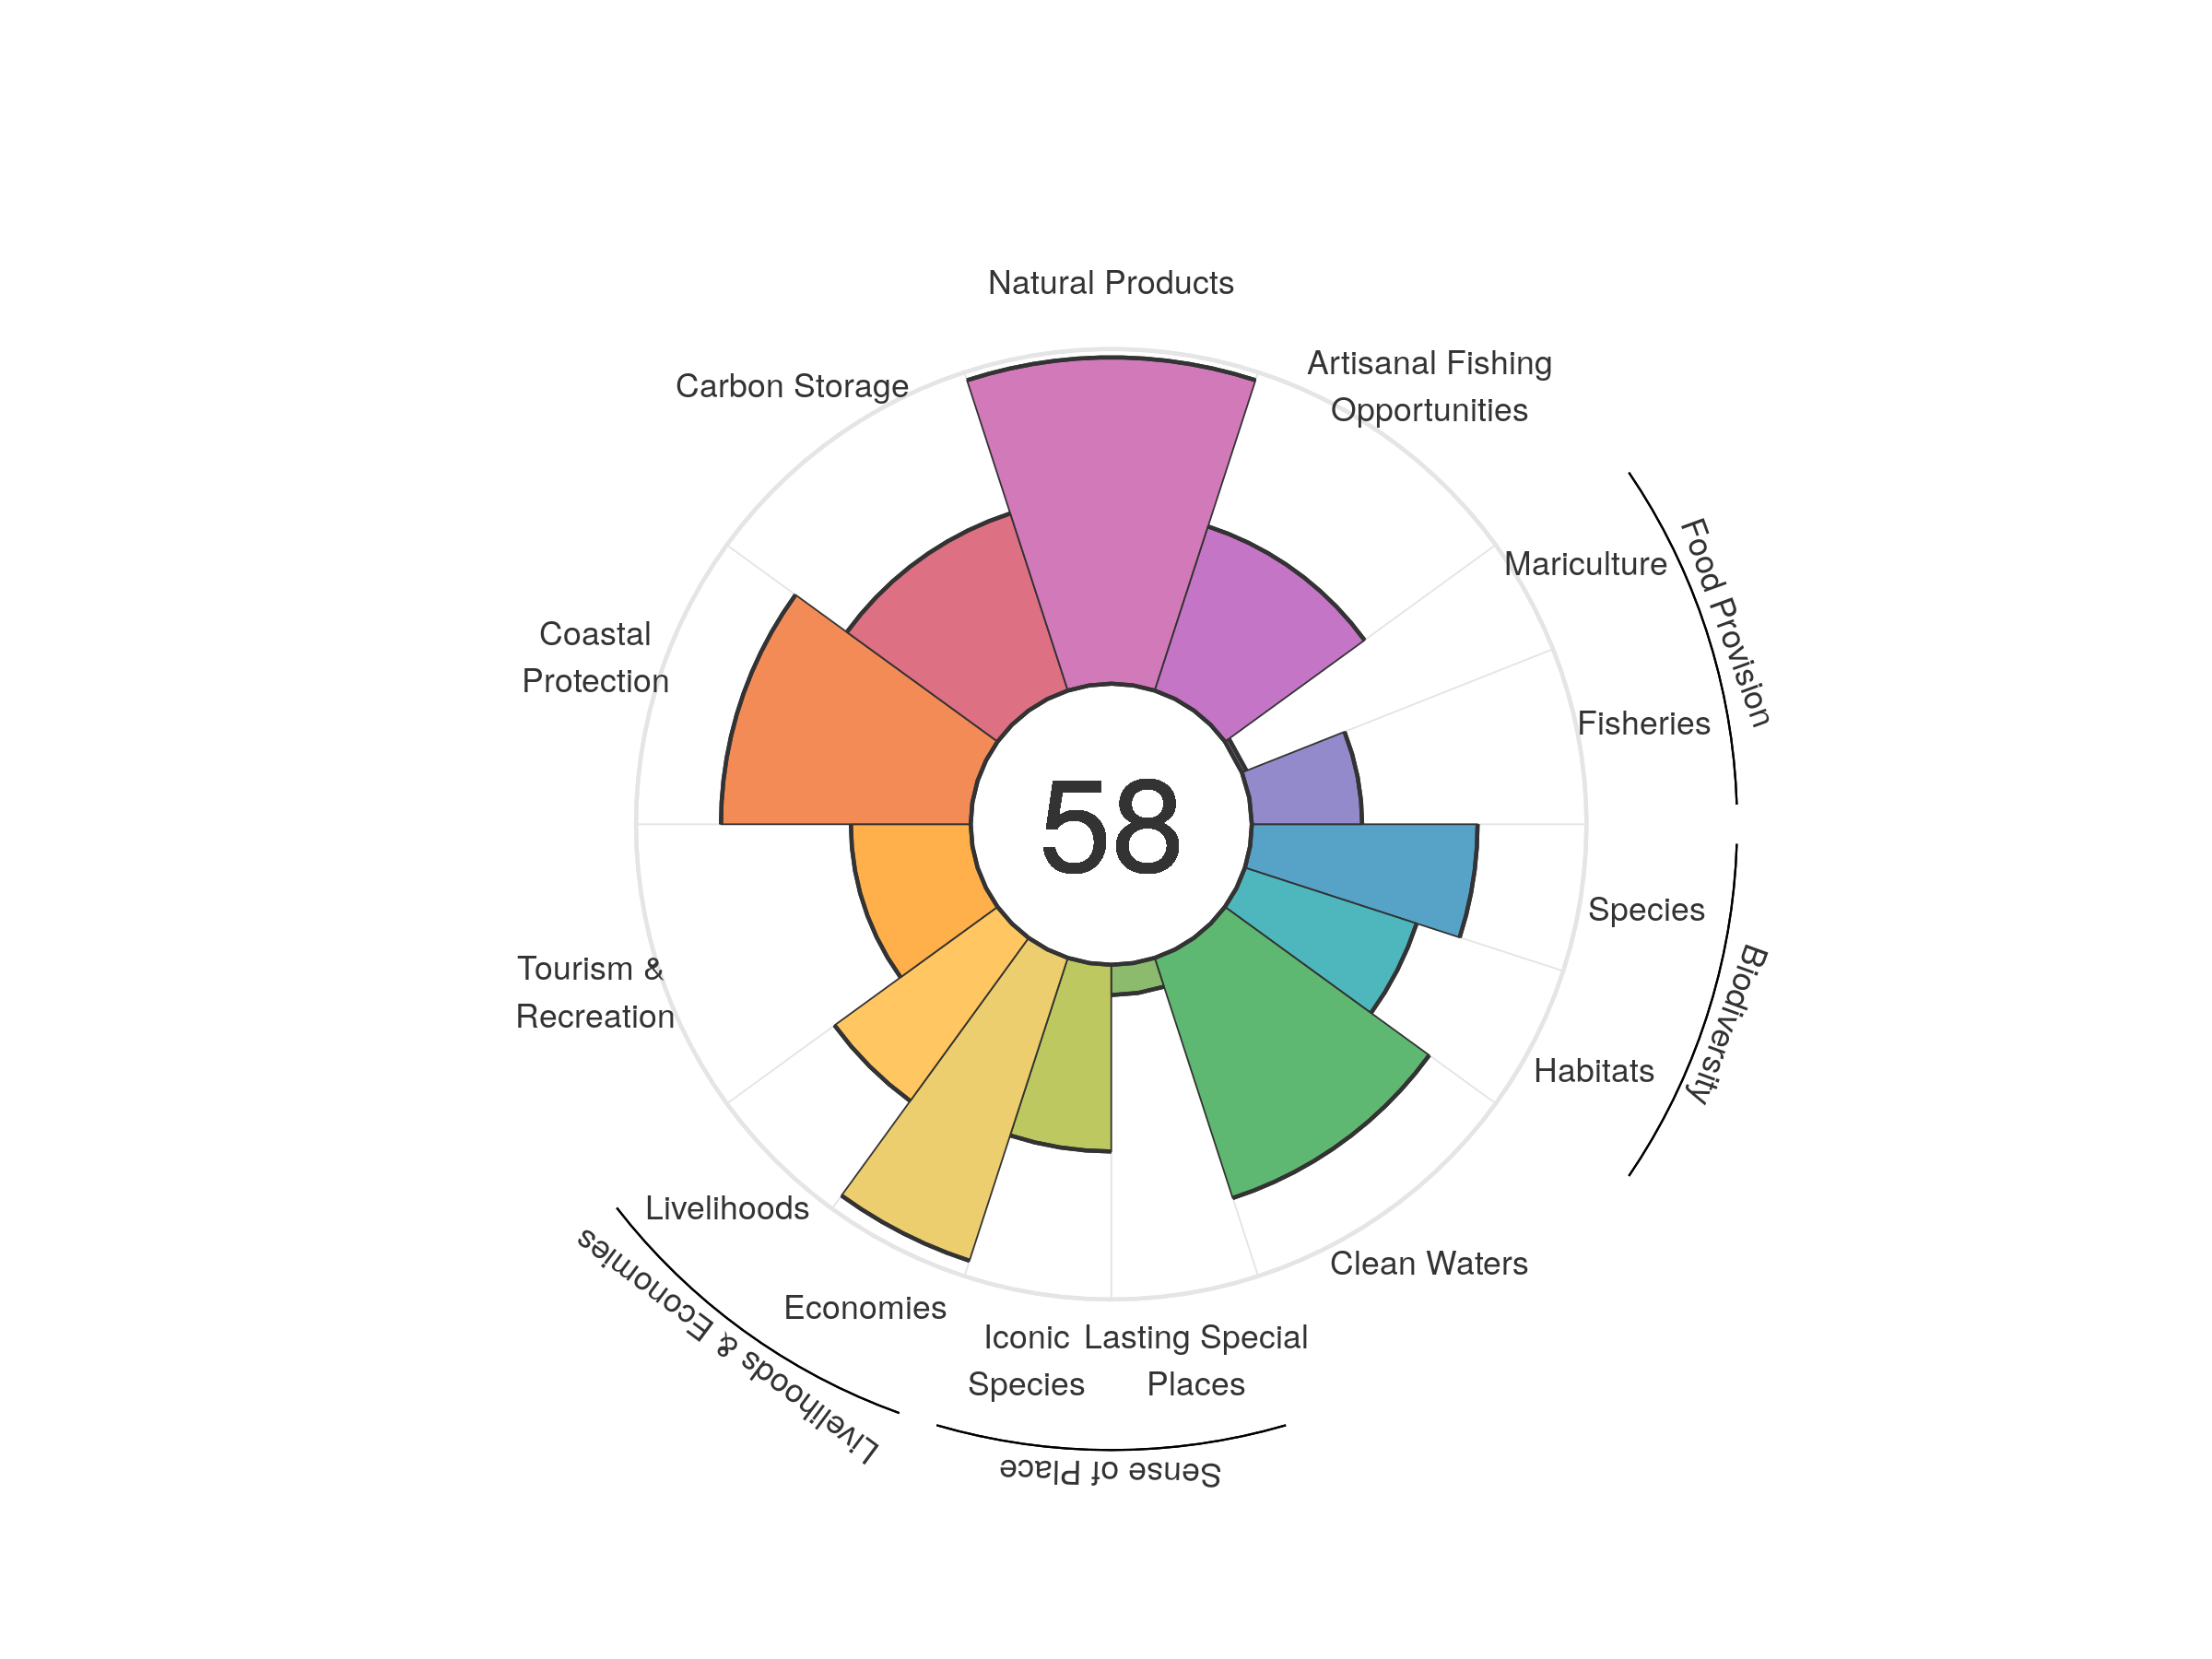 Natural Products
Artisanal Fishing
Opportunities
Carbon Storage
Mariculture
Food Provision
Coastal
Protection
Fisheries
58
Species
Biodiversity
Tourism &
Recreation
Habitats
Livelihoods
Clean Waters
Livelihoods & Economies
Economies
Iconic
Species
Lasting Special
Places
Sense of Place